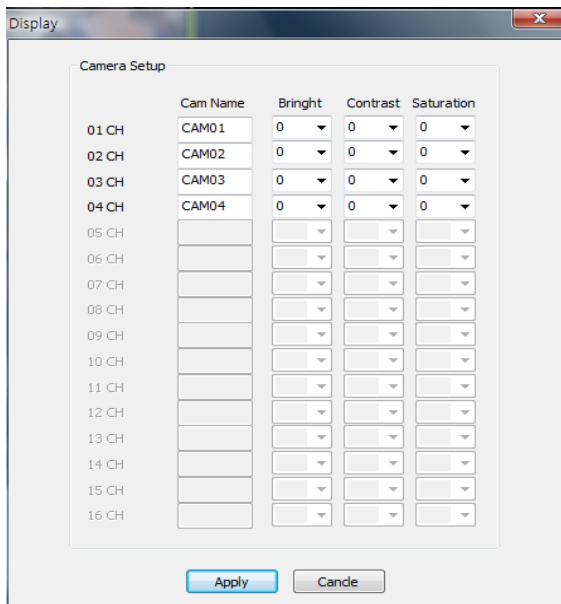 Display
Camera Setup
Cam Name Bringht Contrast Saturation
01 CH CAM01 0 0 0
02 CH CAM02 0 0 0
03 CH CAM03 0 0 0
04 CH CAM04 0 0 0
05 CH
06 CH
07 CH
08 CH
09 CH
10 CH
11 CH
12 CH
13 CH
14 CH
15 CH
16 CH
Apply Cancle